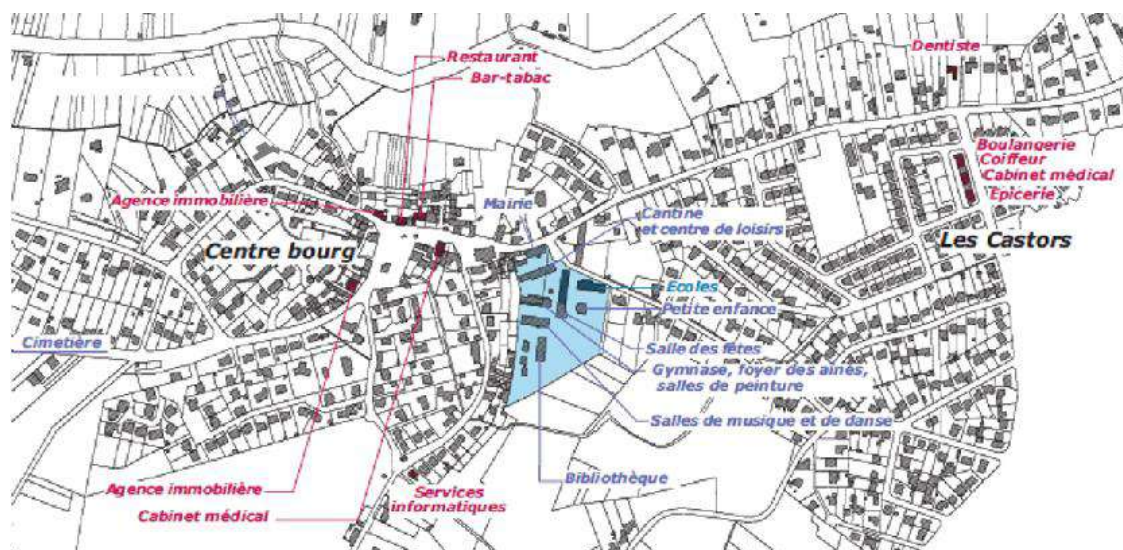 Restaurant
Bar-tabac
Dentiste
Boulangerie
Coiffeur
Cabinet médical
Epicerie
Agence immobilière
Mairie
Cantine
et centre de loisirs
Centre bourg
Les Castors
Ecoles
Petite enfance
Cimetière
Salle des fêtes
Gymnase, foyer des aînés,
salles de peinture
Salles de musique et de danse
Bibliothèque
Agence immobilière
Services
informatiques
Cabinet médical